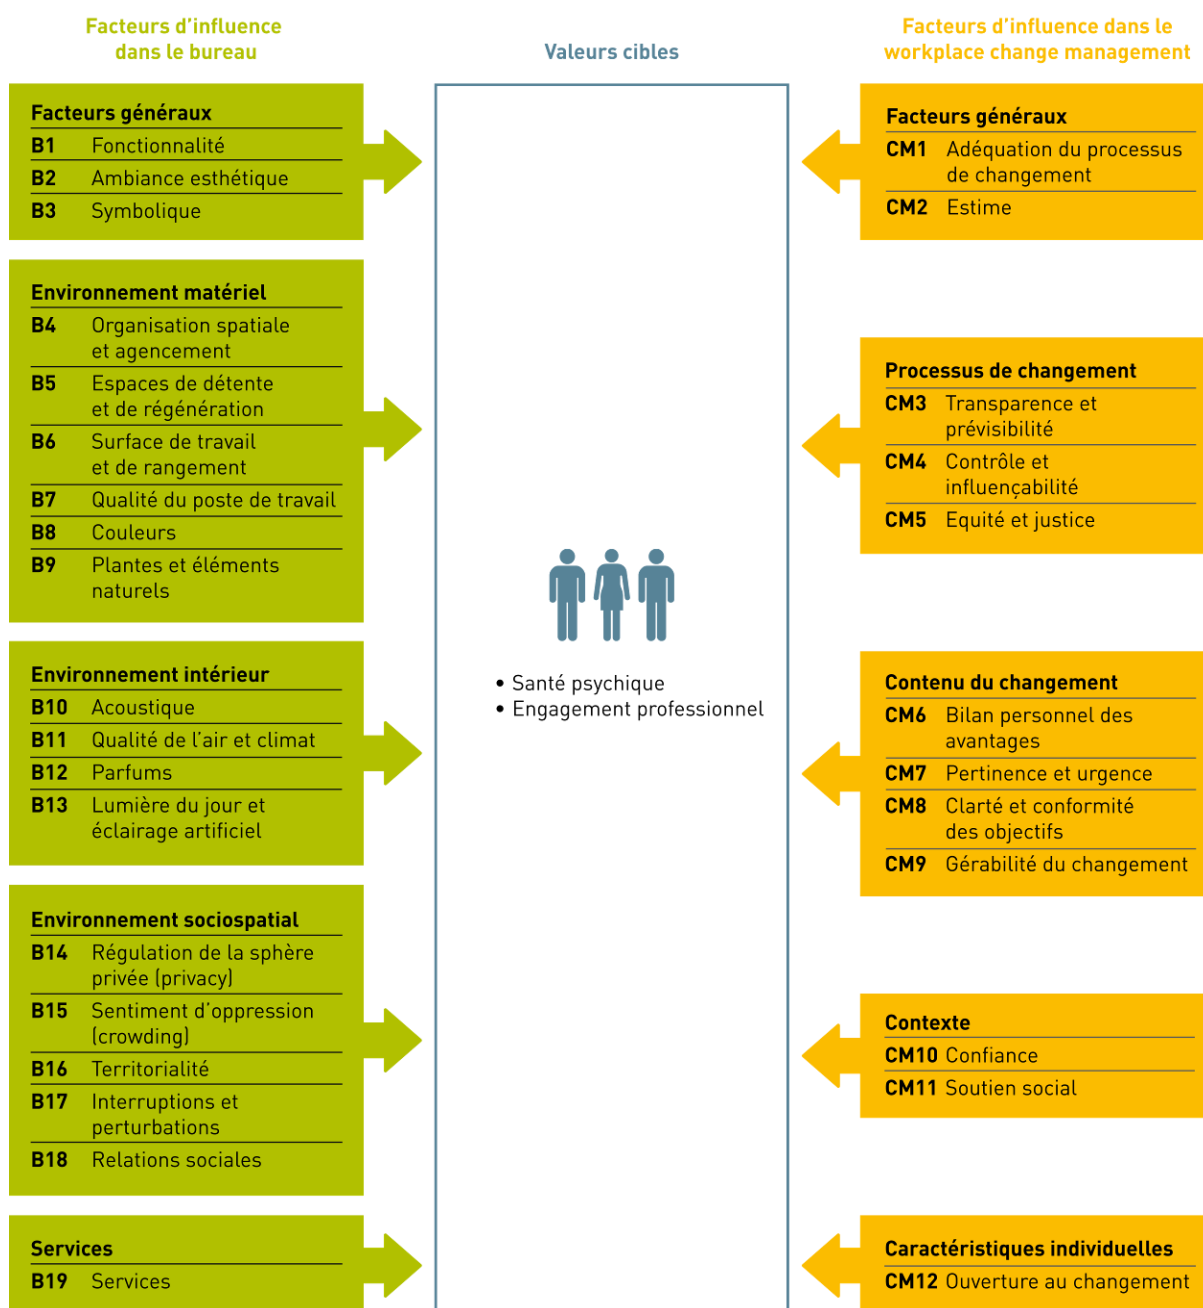 Facteurs d’influence
dans le bureau
Facteurs généraux
B1 Fonctionnalité
B2 Ambiance esthétique
B3 Symbolique
Environnement matériel
B4 Organisation spatiale
et agencement
B5 Espaces de détente
et de régénération
B6 Surface de travail
et de rangement
B7 Qualité du poste de travail
B8 Couleurs
B9 Plantes et éléments
naturels
Environnement intérieur
B10 Acoustique
B11 Qualité de l’air et climat
B12 Parfums
B13 Lumière du jour et
éclairage artificiel
Environnement sociospatial
B14 Régulation de la sphère
privée (privacy)
B15 Sentiment d’oppression
(crowding)
B16 Territorialité
B17 Interruptions et
perturbations
B18 Relations sociales
Services
B19 Services
Valeurs cibles
• Santé psychique
• Engagement professionnel
Facteurs d’influence dans le
workplace change management
Facteurs généraux
CM1 Adéquation du processus
de changement
CM2 Estime
Processus de changement
CM3 Transparence et
prévisibilité
CM4 Contrôle et
influençabilité
CM5 Equité et justice
Contenu du changement
CM6 Bilan personnel des
avantages
CM7 Pertinence et urgence
CM8 Clarté et conformité
des objectifs
CM9 Gérabilité du changement
Contexte
CM10 Confiance
CM11 Soutien social
Caractéristiques individuelles
CM12 Ouverture au changement